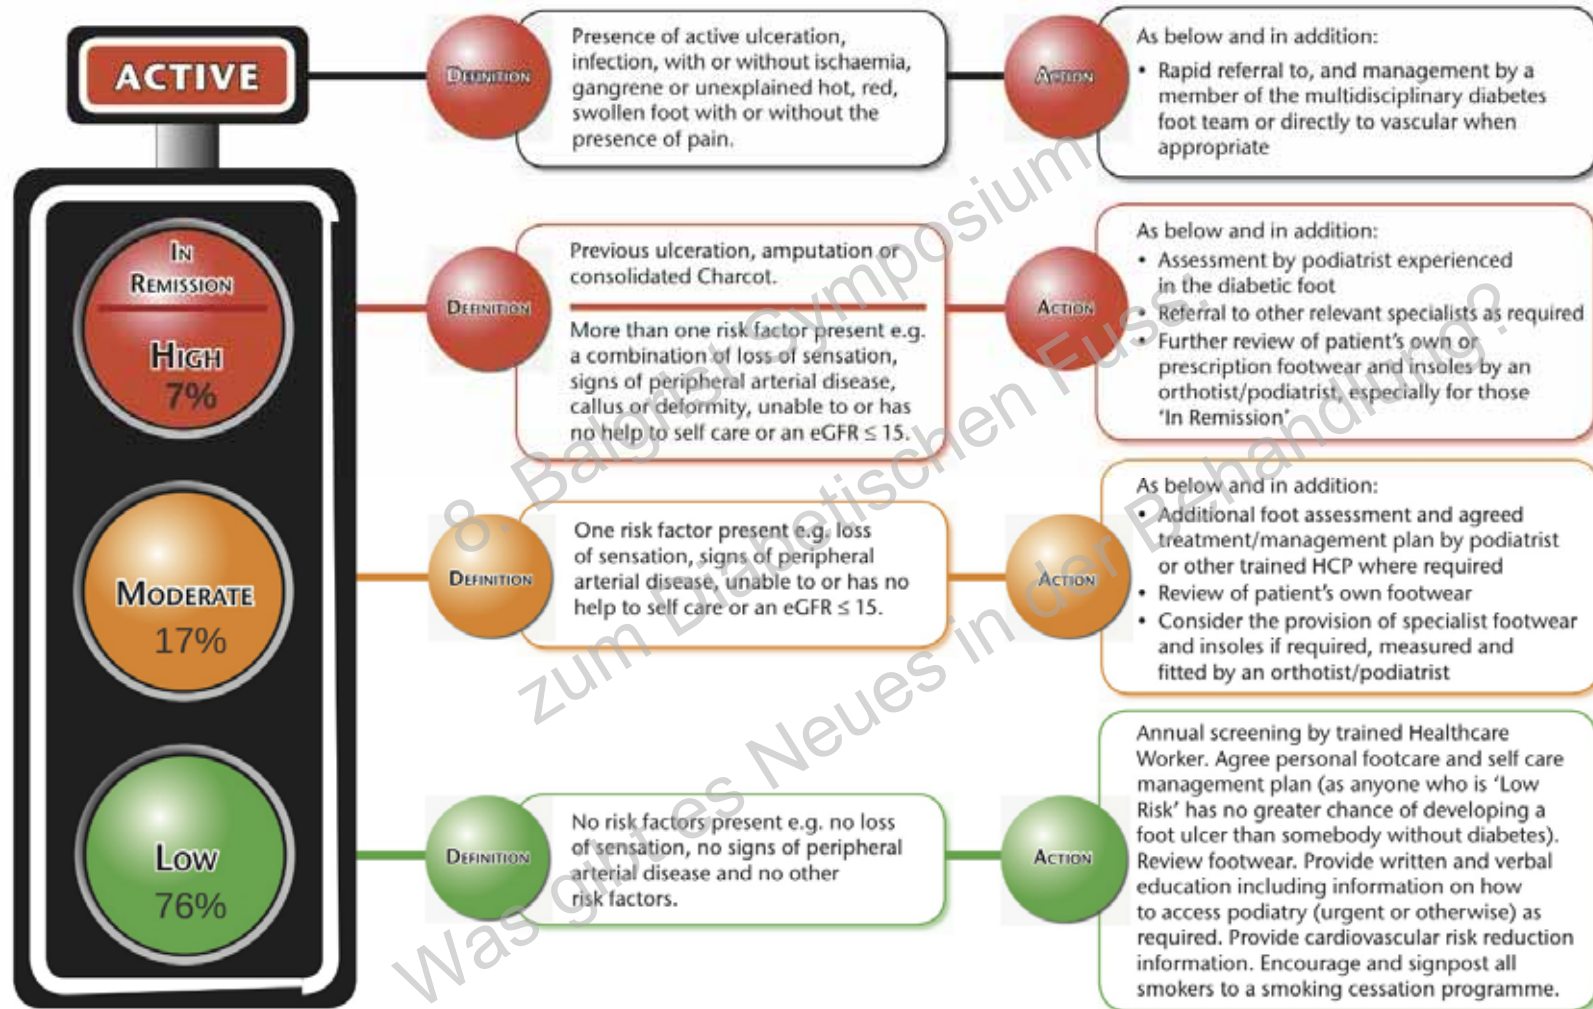 ACTIVE
DEFINITION
Presence of active ulceration,
infection, with or without ischaemia,
gangrene or unexplained hot, red,
swollen foot with or without the
presence of pain.
ACTION
As below and in addition:
• Rapid referral to, and management by a
member of the multidisciplinary diabetes
foot team or directly to vascular when
appropriate
IN
REMISSION
HIGH
7%
DEFINITION
Previous ulceration, amputation or
consolidated Charcot.
More than one risk factor present e.g.
a combination of loss of sensation,
signs of peripheral arterial disease,
callus or deformity, unable to or has
no help to self care or an eGFR ≤ 15.
ACTION
As below and in addition:
• Assessment by podiatrist experienced
in the diabetic foot
• Referral to other relevant specialists as required
• Further review of patient's own or
prescription footwear and insoles by an
orthotist/podiatrist, especially for those
'In Remission'
MODERATE
17%
DEFINITION
One risk factor present e.g. loss
of sensation, signs of peripheral
arterial disease, unable to or has no
help to self care or an eGFR ≤ 15.
ACTION
As below and in addition:
• Additional foot assessment and agreed
treatment/management plan by podiatrist
or other trained HCP where required
• Review of patient's own footwear
• Consider the provision of specialist footwear
and insoles if required, measured and
fitted by an orthotist/podiatrist
LOW
76%
DEFINITION
No risk factors present e.g. no loss
of sensation, no signs of peripheral
arterial disease and no other
risk factors.
ACTION
Annual screening by trained Healthcare
Worker. Agree personal footcare and self care
management plan (as anyone who is 'Low
Risk' has no greater chance of developing a
foot ulcer than somebody without diabetes).
Review footwear. Provide written and verbal
education including information on how
to access podiatry (urgent or otherwise) as
required. Provide cardiovascular risk reduction
information. Encourage and signpost all
smokers to a smoking cessation programme.
8. Balgrist Symposium
zum Diabetischen Fuss.
Was gibt es Neues in der Behandlung?